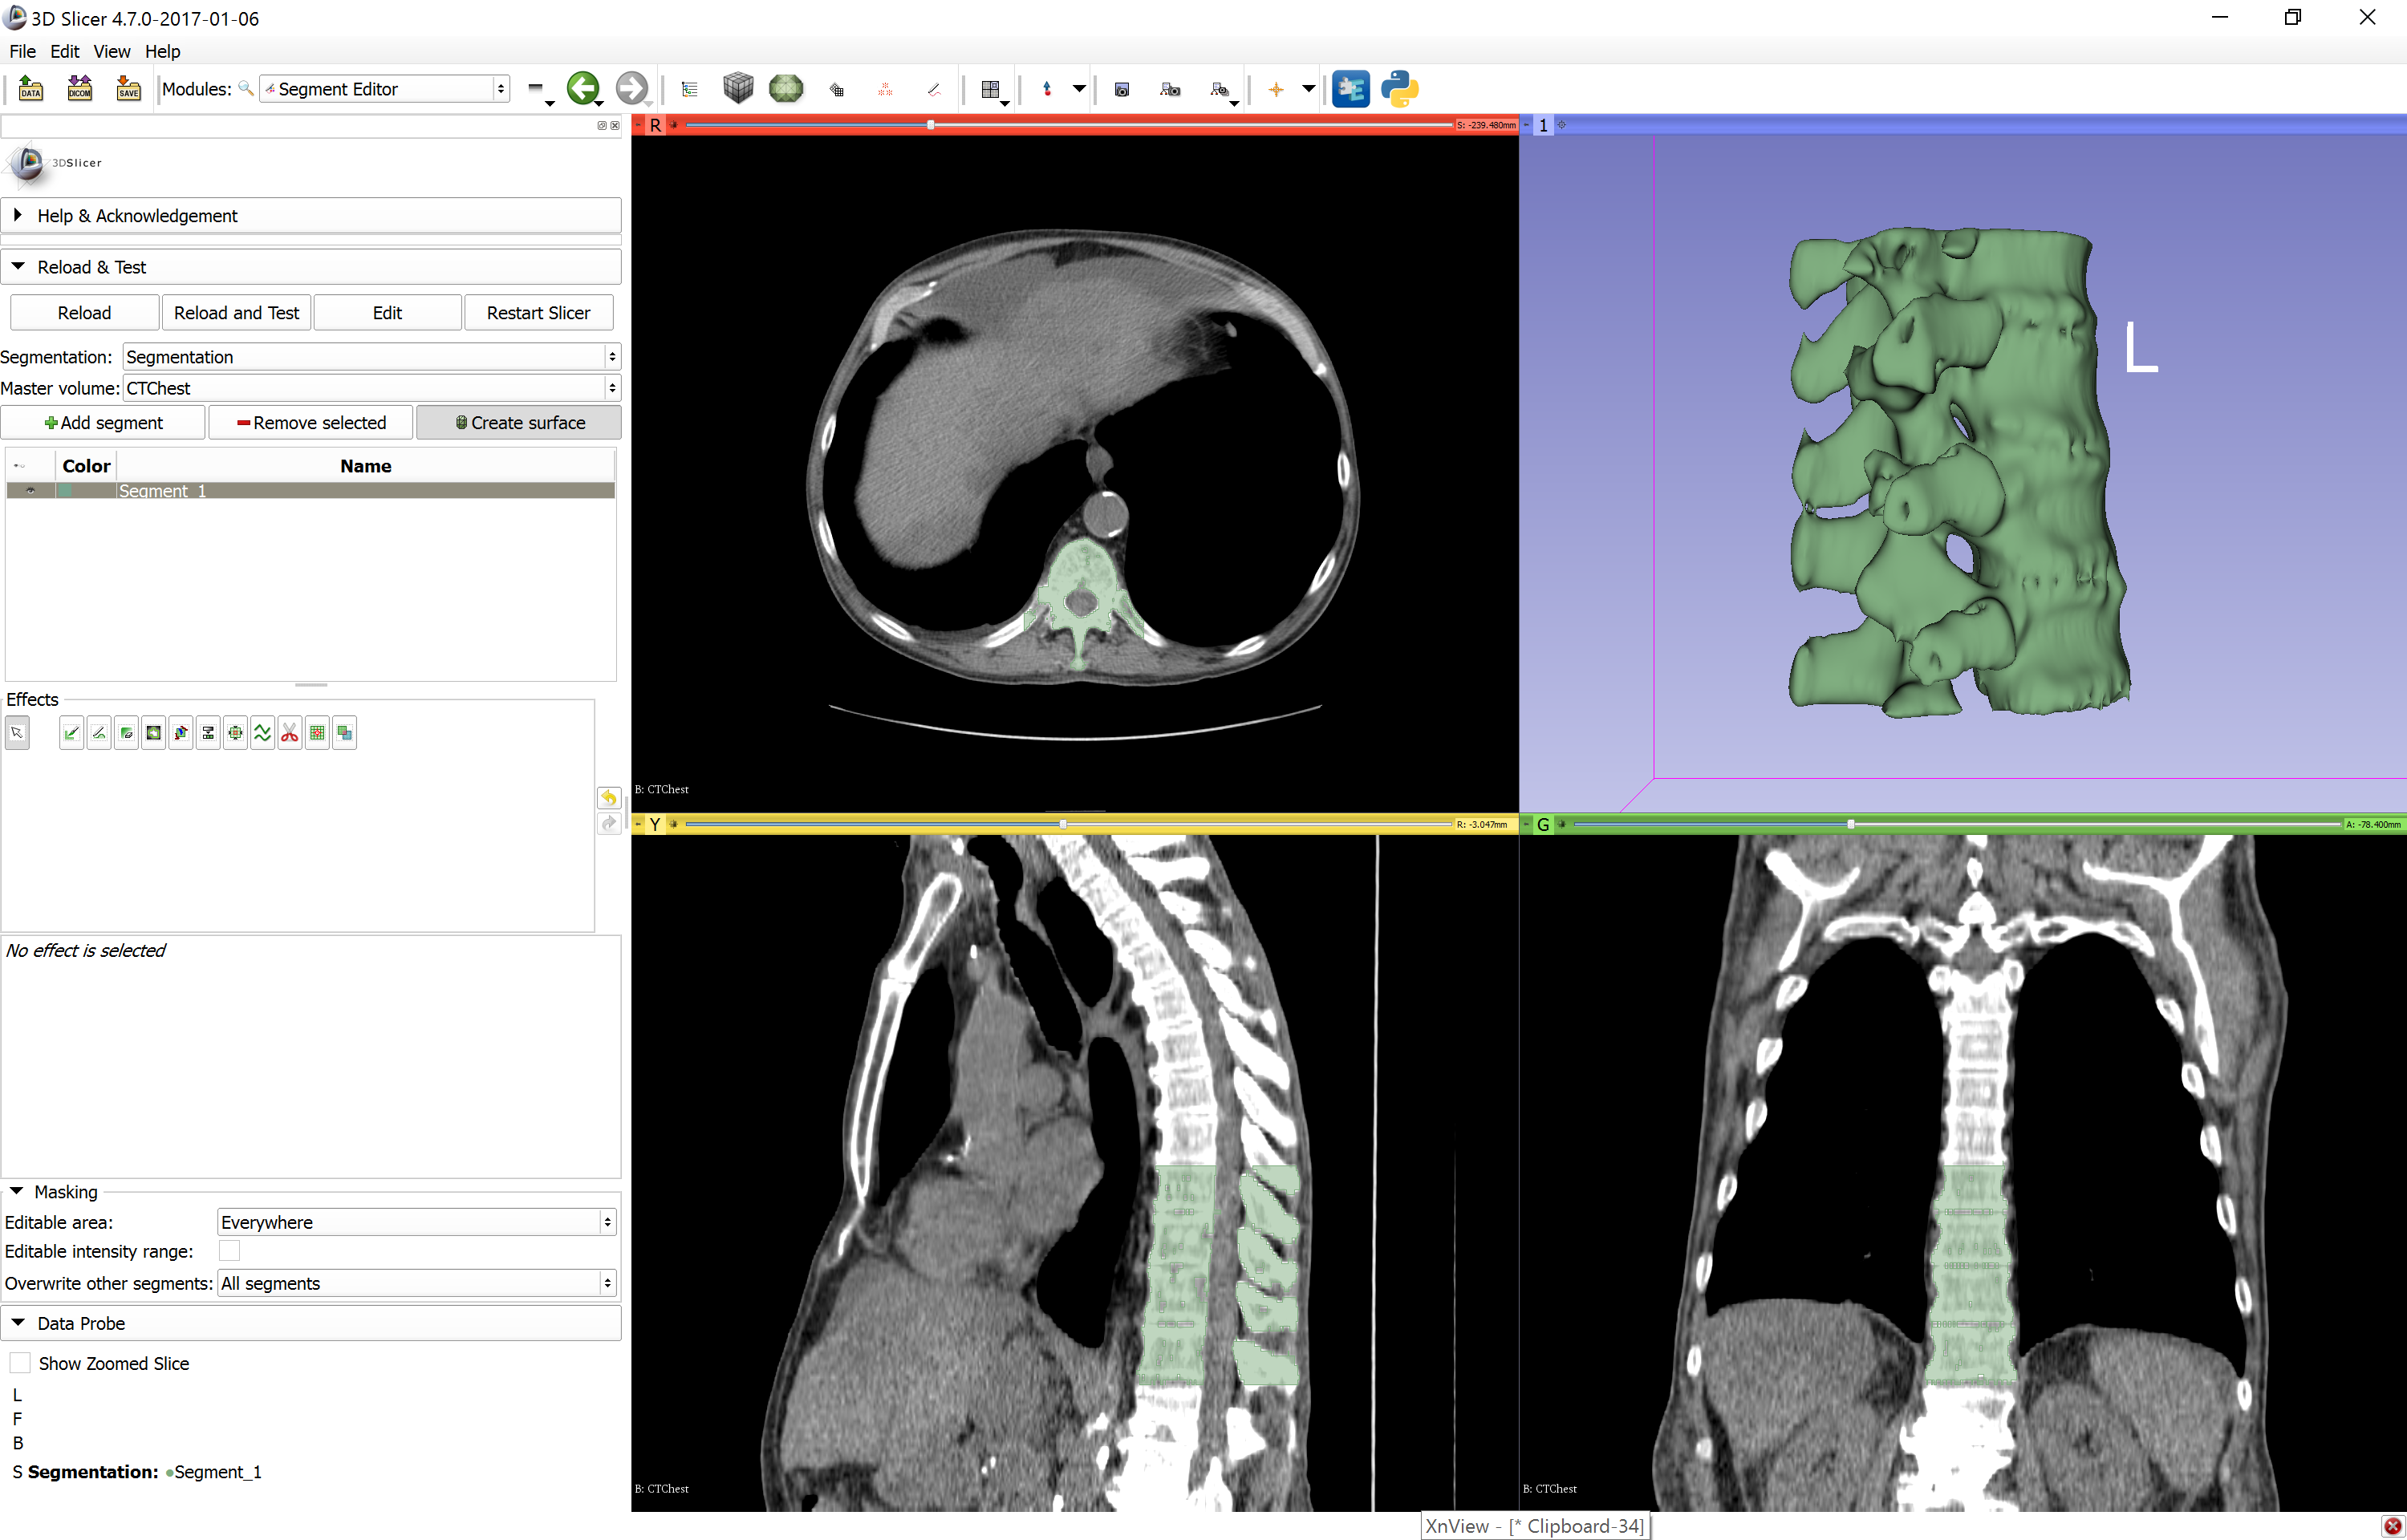 3D Slicer 4.7.0-2017-01-06
File Edit View Help
DATA DICOM SAVE Modules: Segment Editor
R S: -239.480mm 1
3DSlicer
Help & Acknowledgement
Reload & Test
Reload Reload and Test Edit Restart Slicer
Segmentation: Segmentation
Master volume: CTChest
Add segment Remove selected Create surface
Color Name
Segment_1
Effects
No effect is selected
Masking
Editable area: Everywhere
Editable intensity range:
Overwrite other segments: All segments
Data Probe
Show Zoomed Slice
L
F
B
S Segmentation: Segment_1
B: CTChest
L
Y R: -3.047mm
G A: -78.400mm
B: CTChest
B: CTChest
XnView - [* Clipboard-34]